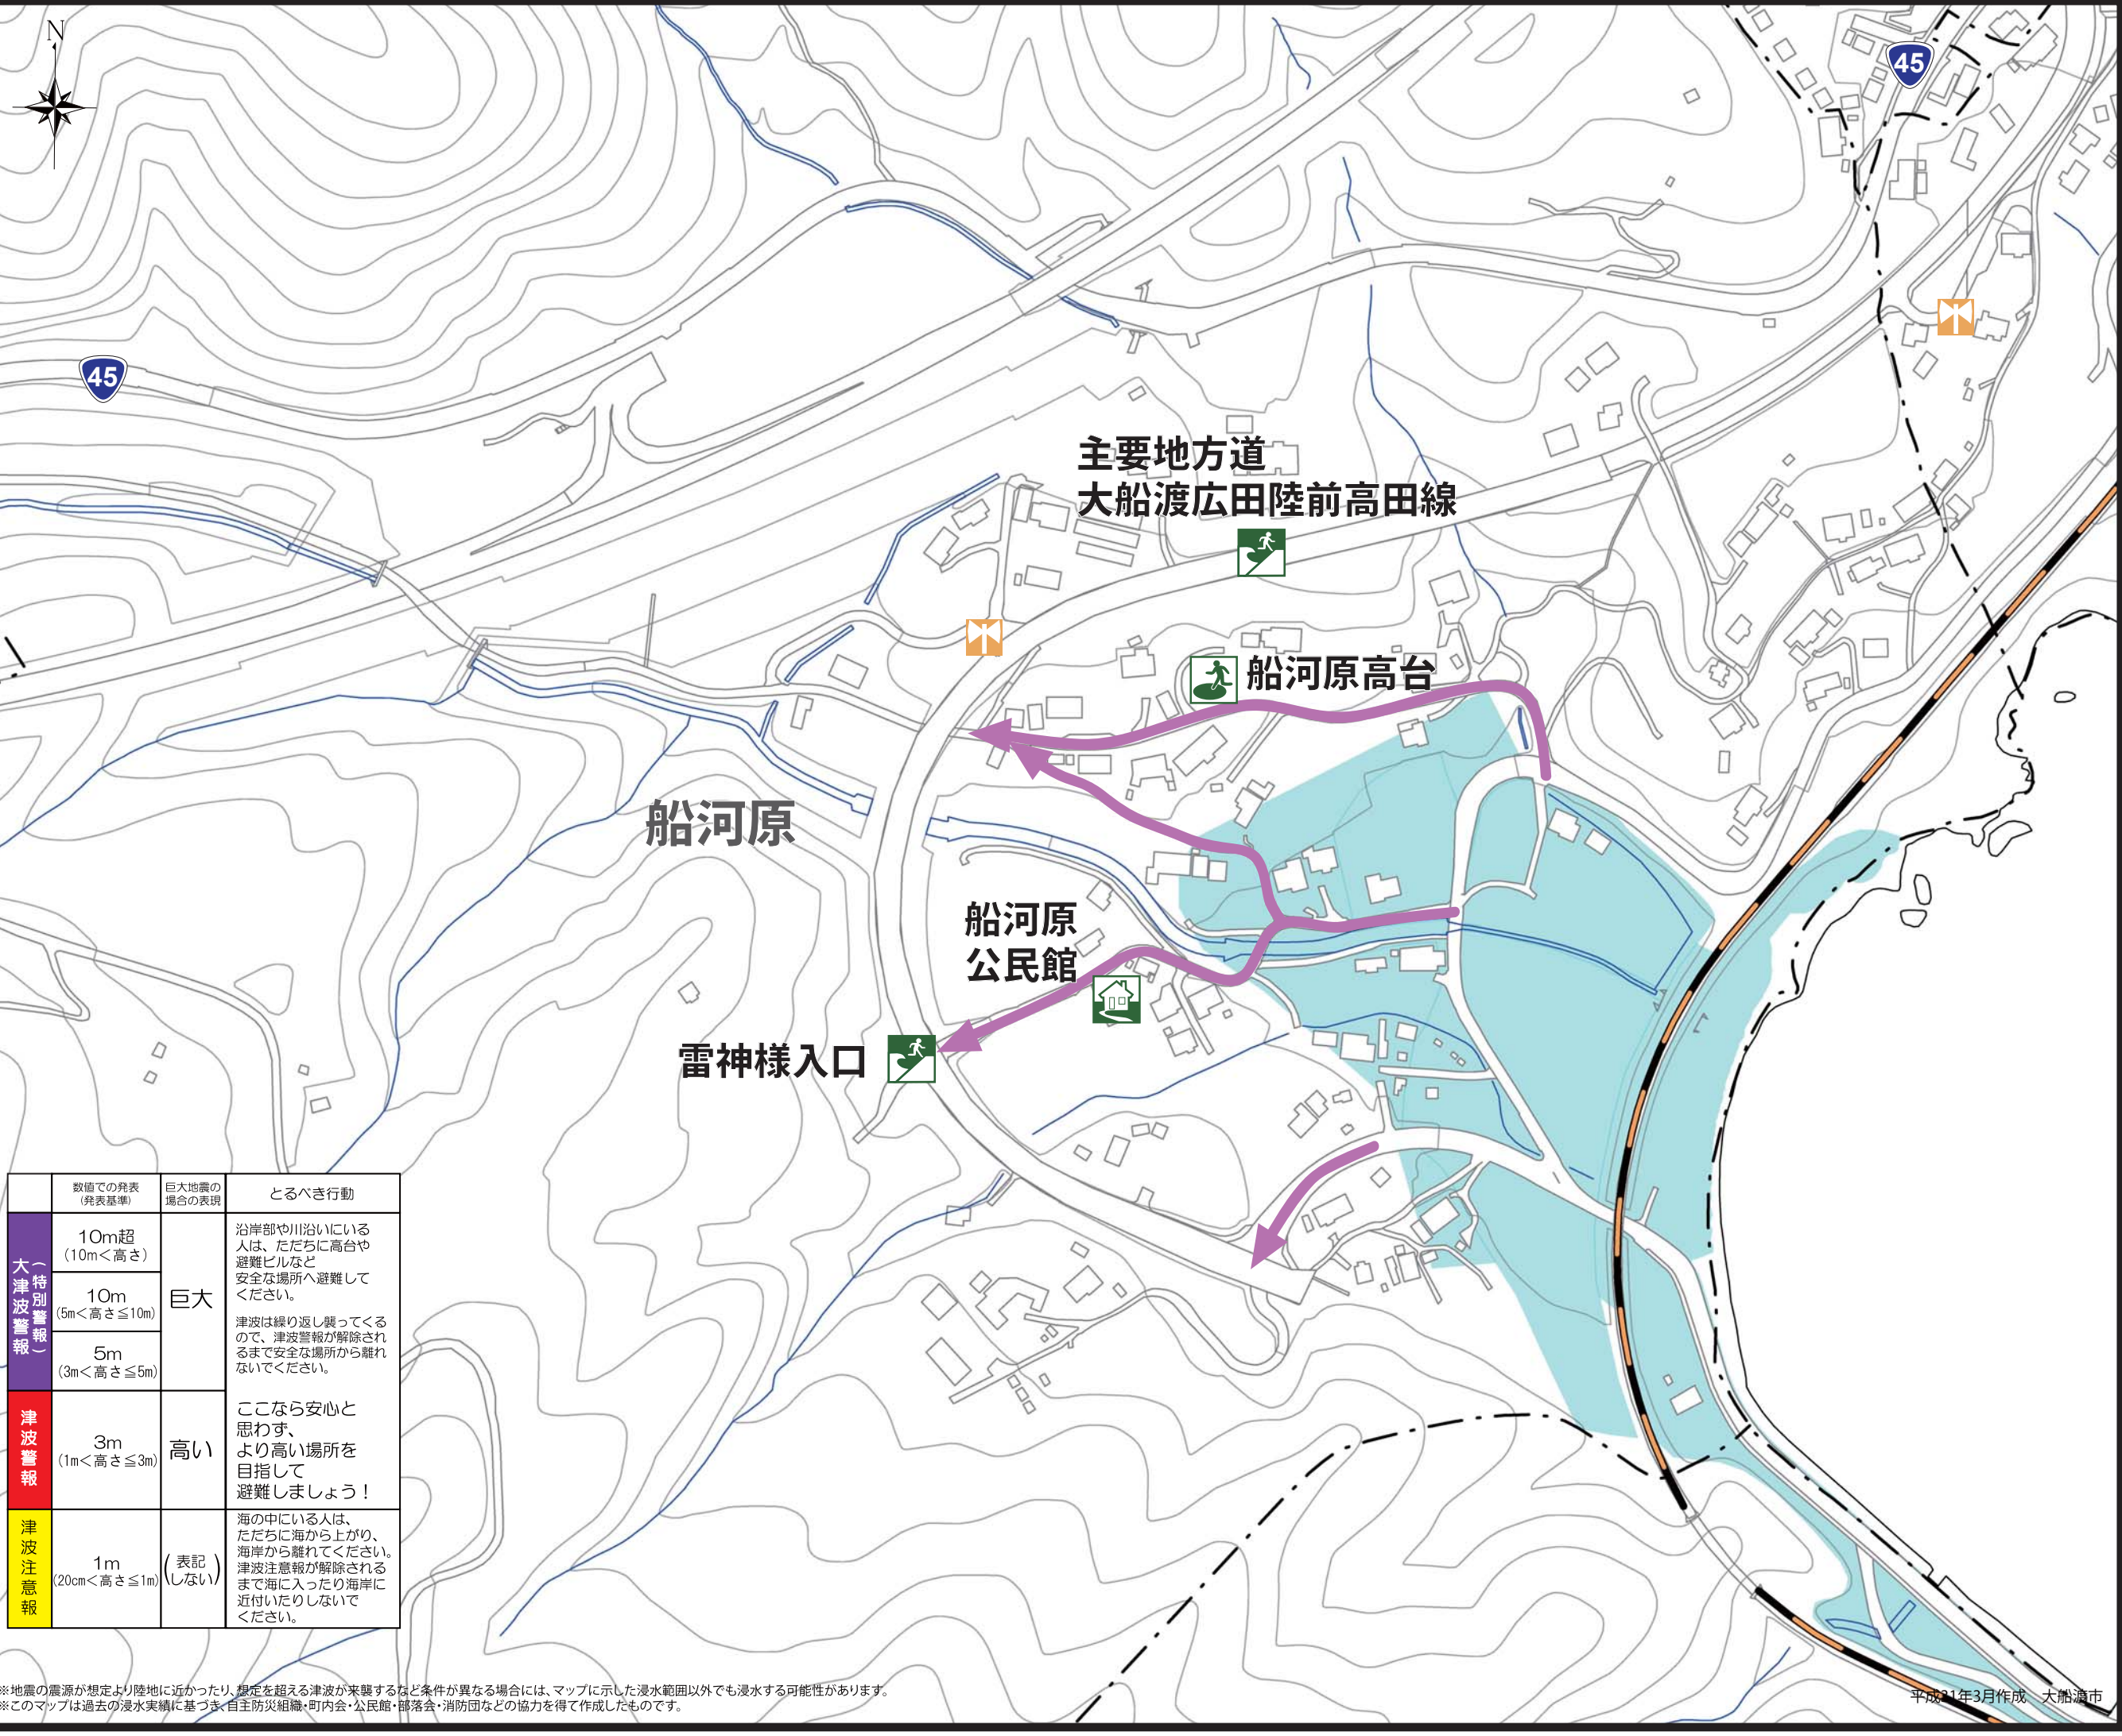 N
45
45
主要地方道
大船渡広田陸前高田線
船河原高台
船河原
船河原
公民館
雷神様入口
数値での発表
(発表基準)
巨大地震の
場合の表現
とるべき行動
大津波警報
(特別警報)
10m超
(10m<高さ)
10m
(5m<高さ≦10m)
5m
(3m<高さ≦5m)
巨大
沿岸部や川沿いにいる
人は、ただちに高台や
避難ビルなど
安全な場所へ避難して
ください。
津波は繰り返し襲ってくる
ので、津波警報が解除され
るまで安全な場所から離れ
ないでください。
津波警報
3m
(1m<高さ≦3m)
高い
ここなら安心と
思わず、
より高い場所を
目指して
避難しましょう!
津波注意報
1m
(20cm<高さ≦1m)
(表記
しない)
海の中にいる人は、
ただちに海から上がり、
海岸から離れてください。
津波注意報が解除される
まで海に入ったり海岸に
近付いたりしないで
ください。
※地震の震源が想定より陸地に近かったり、想定を超える津波が来襲するなど条件が異なる場合には、マップに示した浸水範囲以外でも浸水する可能性があります。
※このマップは過去の浸水実績に基づき、自主防災組織・町内会・公民館・部落会・消防団などの協力を得て作成したものです。
平成31年3月作成 大船渡市